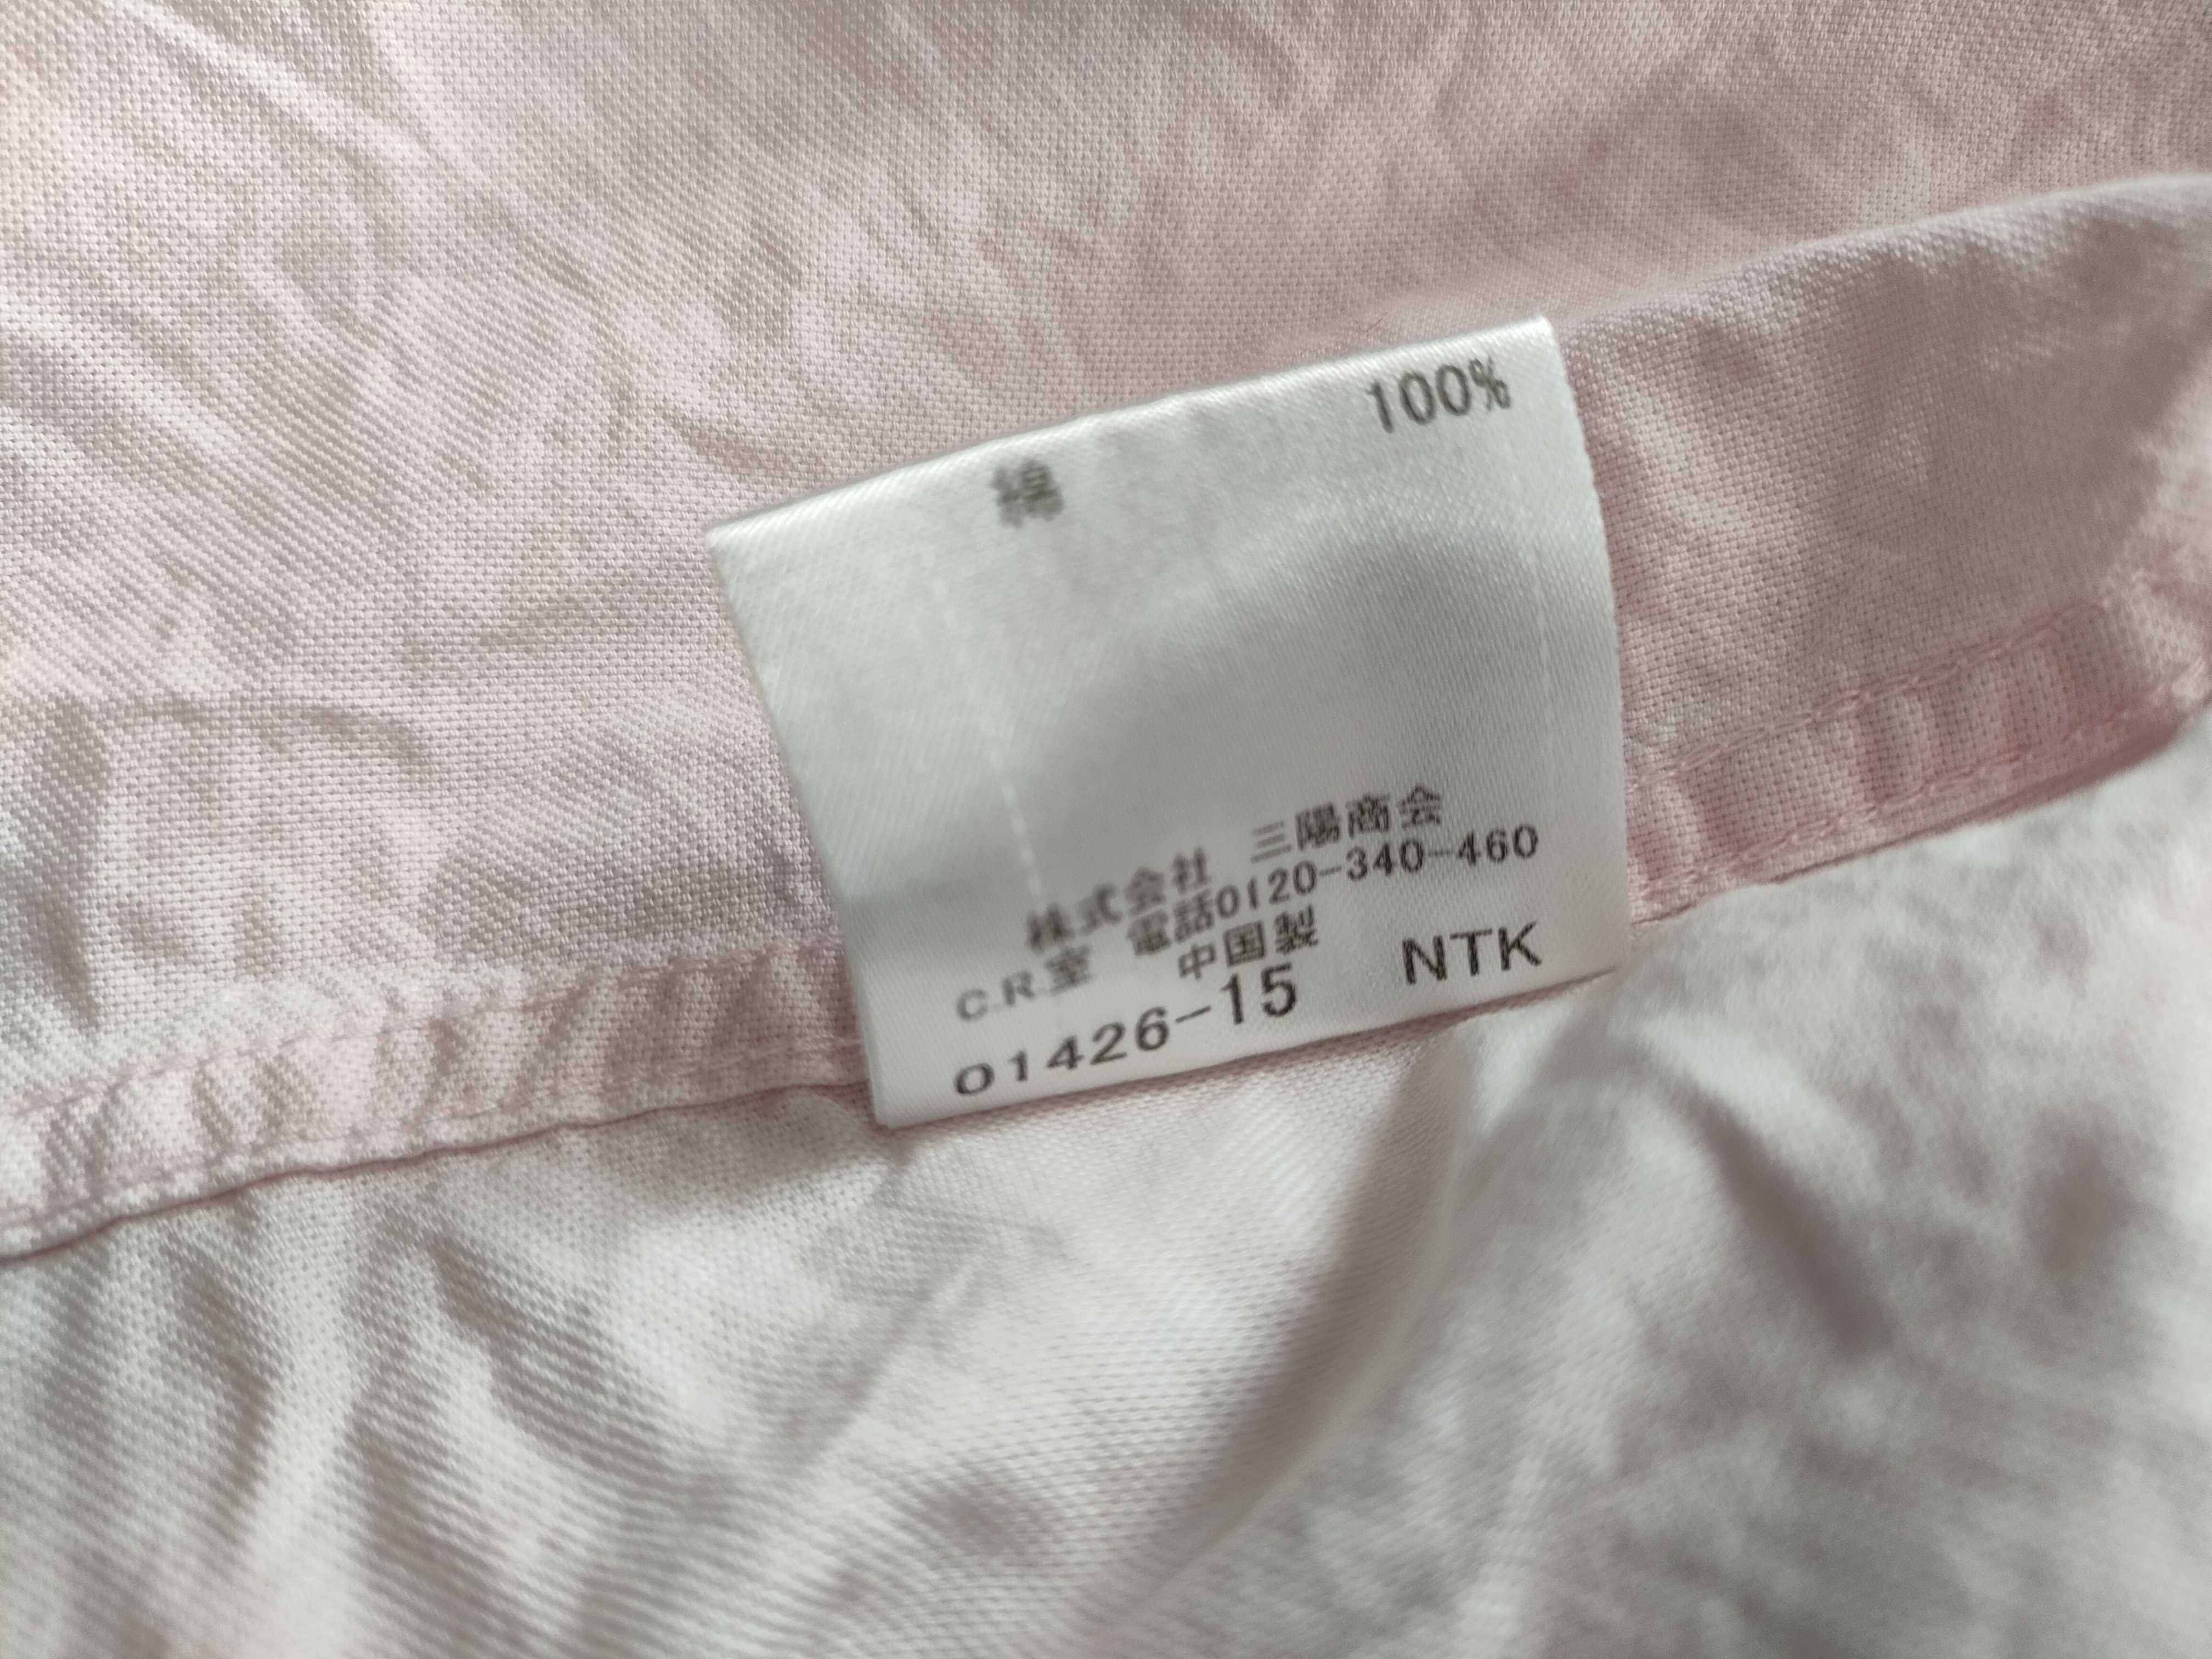 綿 100%
株式会社 三陽商会
C.R.室 電話0120-340-460
中国製
01426-15 NTK